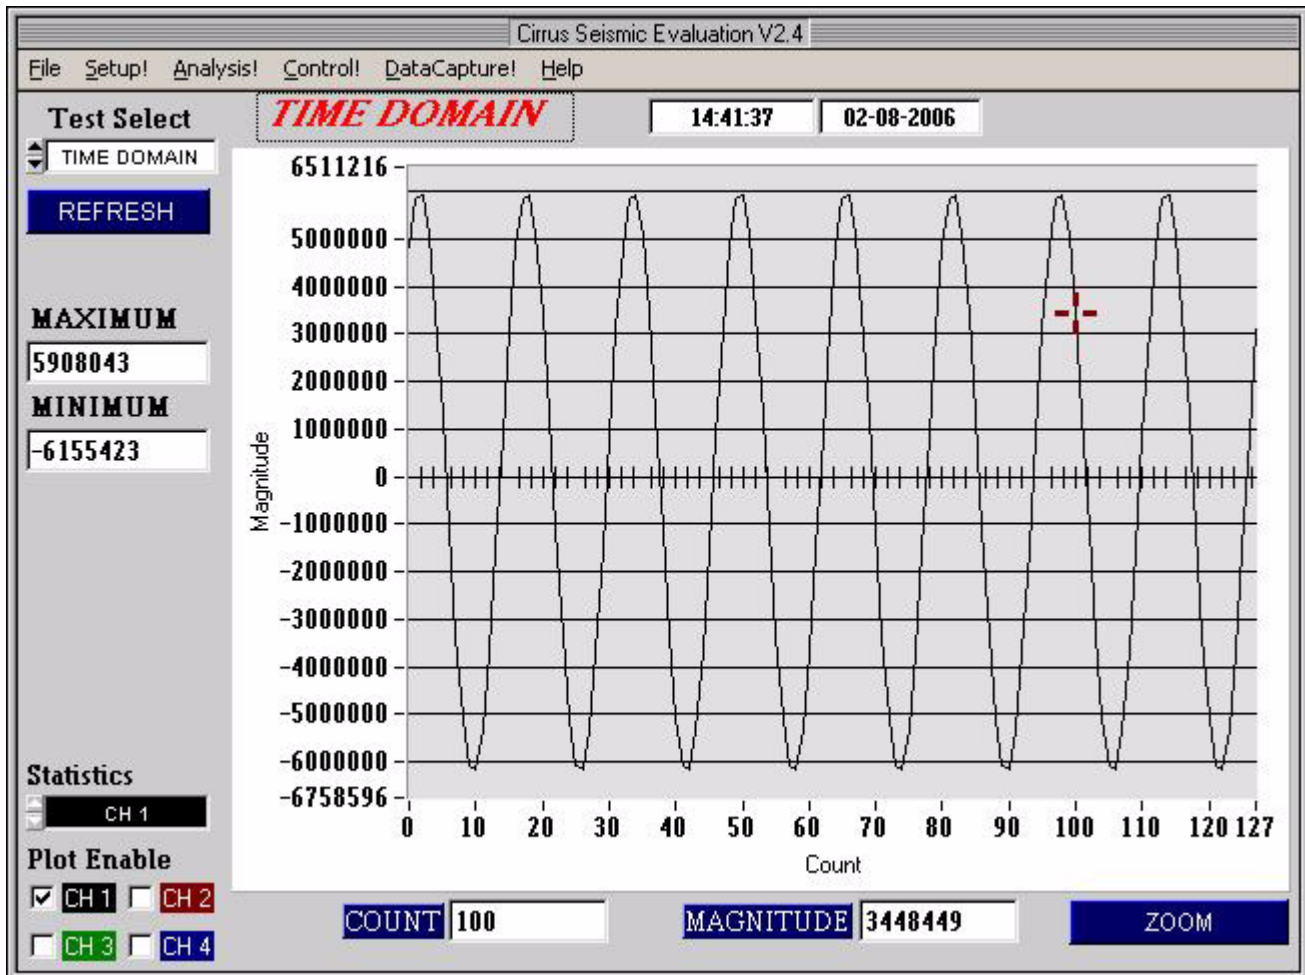 Cirrus Seismic Evaluation V2.4
File Setup! Analysis! Control! DataCapture! Help
Test Select
TIME DOMAIN
REFRESH
TIME DOMAIN
14:41:37
02-08-2006
MAXIMUM
5908043
MINIMUM
-6155423
Magnitude
6511216
5000000
4000000
3000000
2000000
1000000
0
-1000000
-2000000
-3000000
-4000000
-5000000
-6000000
-6758596
0 10 20 30 40 50 60 70 80 90 100 110 120 127
Count
Statistics
CH 1
Plot Enable
CH 1 CH 2
CH 3 CH 4
COUNT 100
MAGNITUDE 3448449
ZOOM